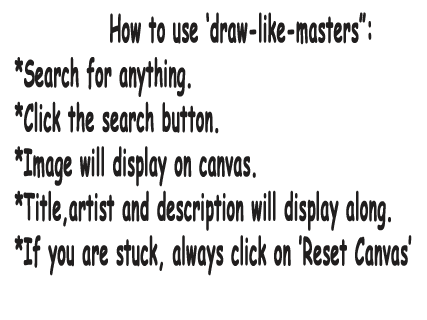 How to use 'draw-like-masters":
*Search for anything.
*Click the search button.
*Image will display on canvas.
*Title,artist and description will display along.
*If you are stuck, always click on 'Reset Canvas'